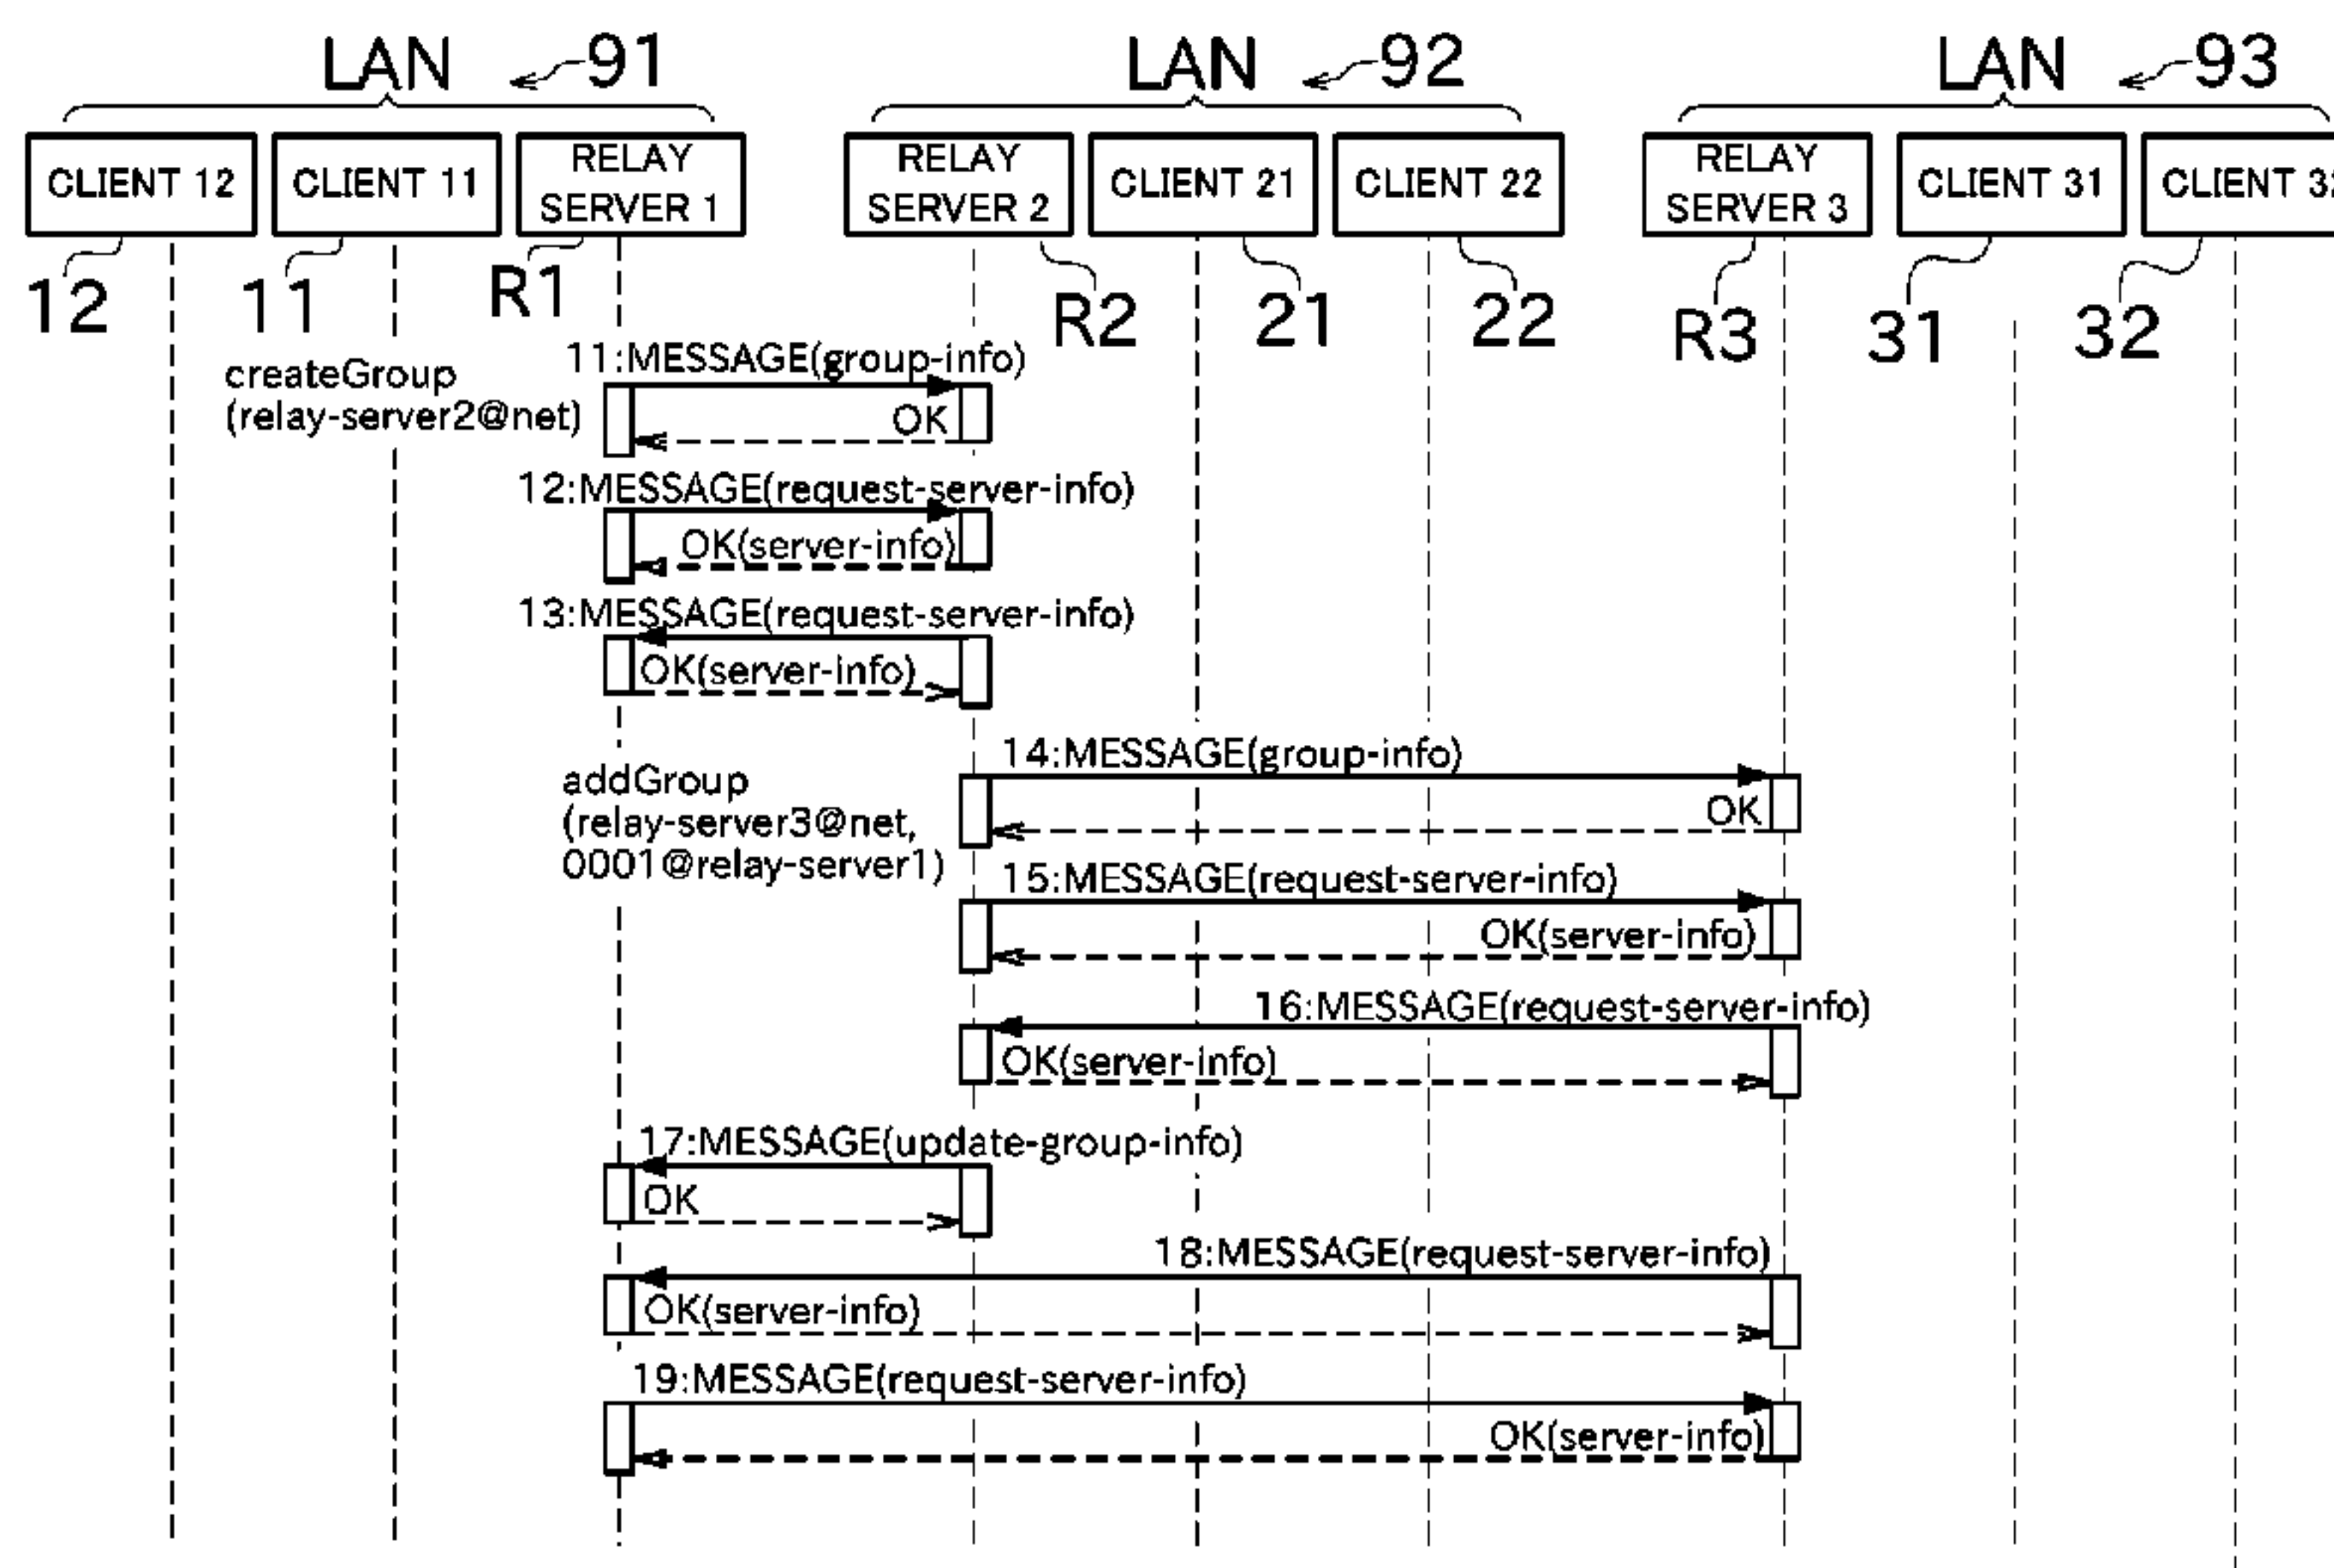 LAN 91
LAN 92
LAN 93
CLIENT 12
CLIENT 11
RELAY
SERVER 1
RELAY
SERVER 2
CLIENT 21
CLIENT 22
RELAY
SERVER 3
CLIENT 31
CLIENT 32
12
11
R1
R2
21
22
R3
31
32
createGroup
(relay-server2@net)
11:MESSAGE(group-info)
OK
12:MESSAGE(request-server-info)
OK(server-info)
13:MESSAGE(request-server-info)
OK(server-info)
addGroup
(relay-server3@net,
0001@relay-server1)
14:MESSAGE(group-info)
OK
15:MESSAGE(request-server-info)
OK(server-info)
16:MESSAGE(request-server-info)
OK(server-info)
17:MESSAGE(update-group-info)
OK
18:MESSAGE(request-server-info)
OK(server-info)
19:MESSAGE(request-server-info)
OK(server-info)